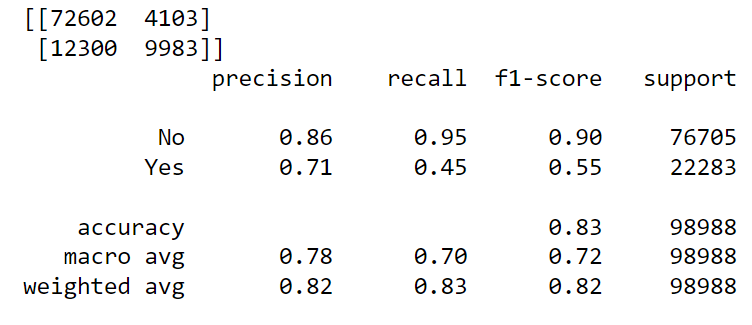 [[72602 4103]
[12300 9983]]
precision recall f1-score support
No 0.86 0.95 0.90 76705
Yes 0.71 0.45 0.55 22283
accuracy 0.83 98988
macro avg 0.78 0.70 0.72 98988
weighted avg 0.82 0.83 0.82 98988